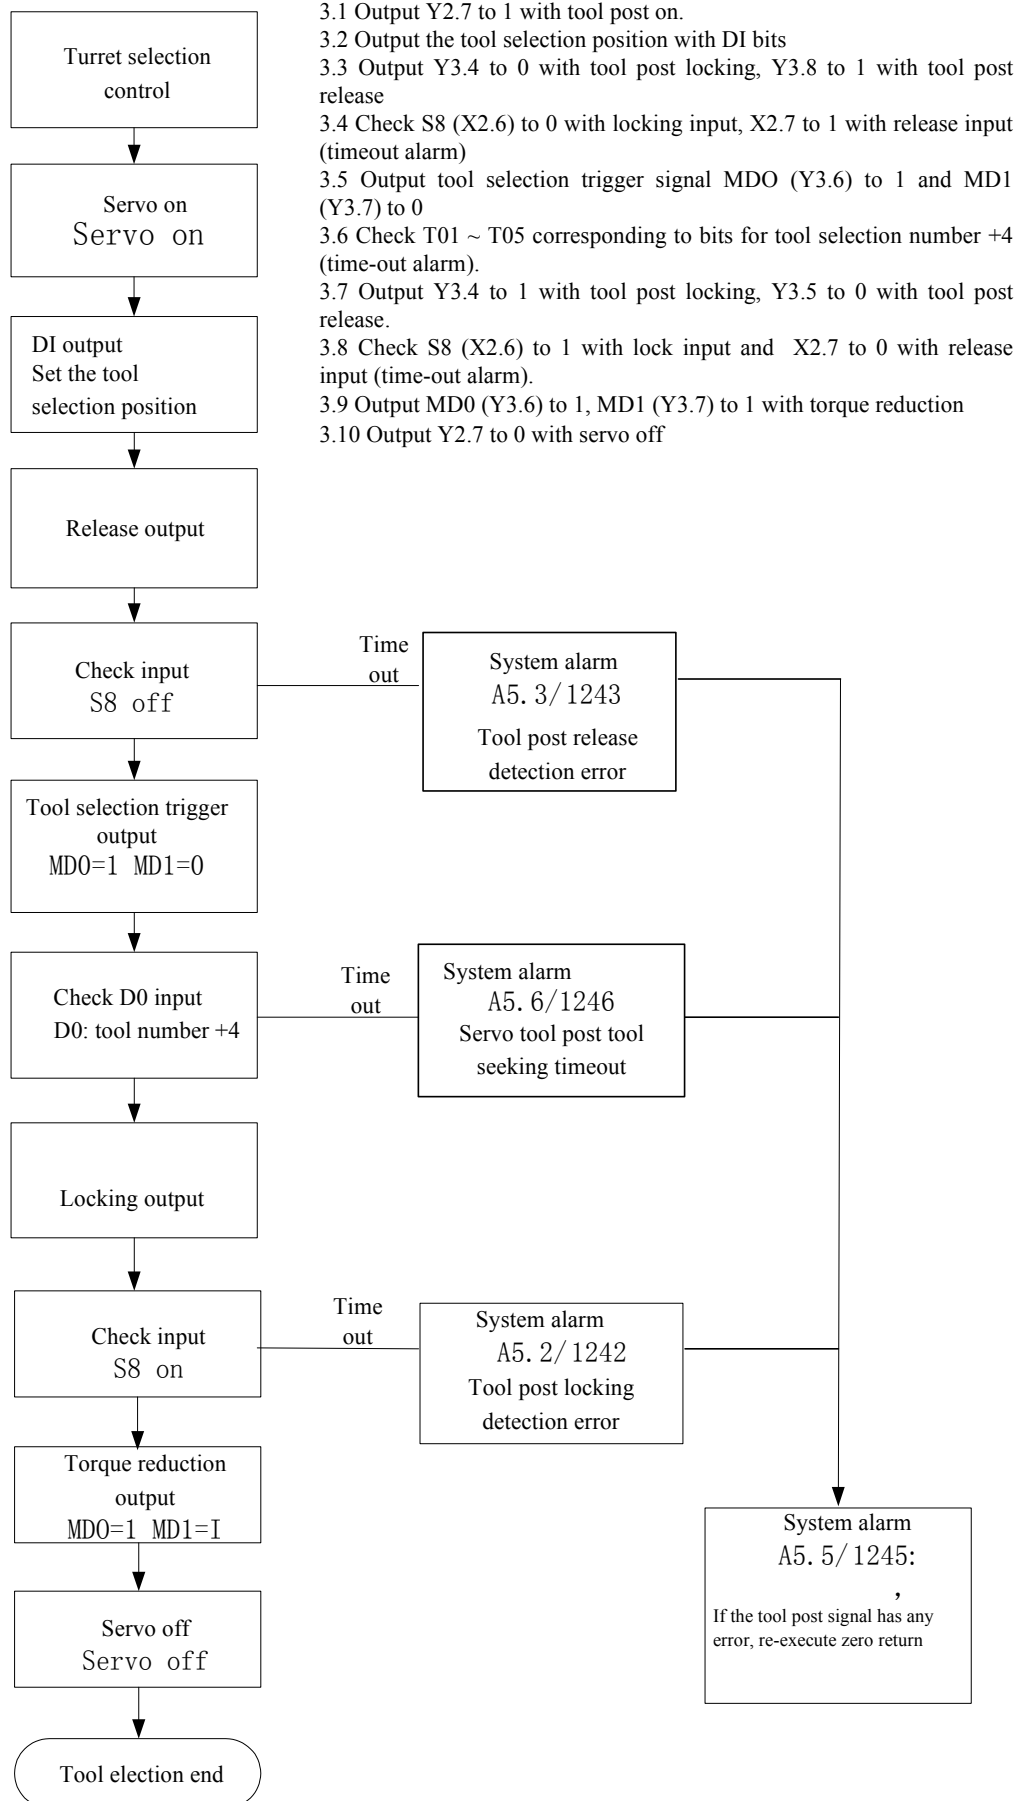 3.1 Output Y2.7 to 1 with tool post on.
3.2 Output the tool selection position with DI bits
3.3 Output Y3.4 to 0 with tool post locking, Y3.8 to 1 with tool post
release
3.4 Check S8 (X2.6) to 0 with locking input, X2.7 to 1 with release input
(timeout alarm)
3.5 Output tool selection trigger signal MDO (Y3.6) to 1 and MD1
(Y3.7) to 0
3.6 Check T01 ~ T05 corresponding to bits for tool selection number +4
(time-out alarm).
3.7 Output Y3.4 to 1 with tool post locking, Y3.5 to 0 with tool post
release.
3.8 Check S8 (X2.6) to 1 with lock input and X2.7 to 0 with release
input (time-out alarm).
3.9 Output MD0 (Y3.6) to 1, MD1 (Y3.7) to 1 with torque reduction
3.10 Output Y2.7 to 0 with servo off
Turret selection
control
Servo on
Servo on
DI output
Set the tool
selection position
Release output
Check input
S8 off
Time
out
System alarm
A5.3/1243
Tool post release
detection error
Tool selection trigger
output
MD0=1 MD1=0
Check D0 input
D0: tool number +4
Time
out
System alarm
A5.6/1246
Servo tool post tool
seeking timeout
Locking output
Check input
S8 on
Time
out
System alarm
A5.2/1242
Tool post locking
detection error
Torque reduction
output
MD0=1 MD1=I
System alarm
A5.5/1245:
,
If the tool post signal has any
error, re-execute zero return
Servo off
Servo off
Tool election end